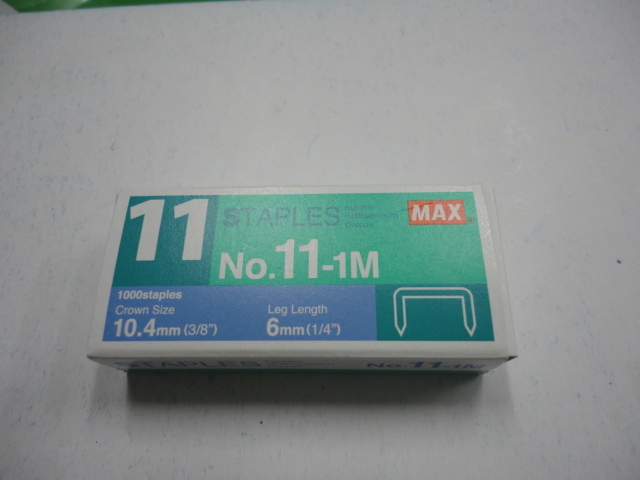 11
STAPLES
MAX
No.11-1M
1000staples
Crown Size
10.4mm (3/8")
Leg Length
6mm (1/4")
STAPLES
No.11-1M